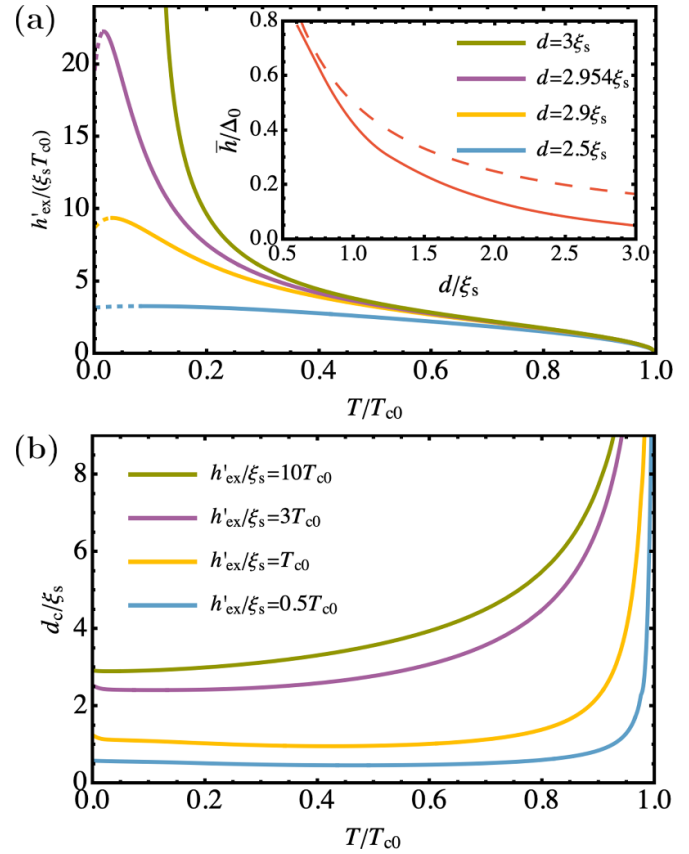 (a)
h'ex/(ξsTc0)
20
15
10
5
0
0.0 0.2 0.4 0.6 0.8 1.0
T/Tc0
h̄/Δ0
0.8
0.6
0.4
0.2
0.0
0.5 1.0 1.5 2.0 2.5 3.0
d/ξs
d=3ξs
d=2.954ξs
d=2.9ξs
d=2.5ξs
(b)
dc/ξs
8
6
4
2
0
0.0 0.2 0.4 0.6 0.8 1.0
T/Tc0
h'ex/ξs=10Tc0
h'ex/ξs=3Tc0
h'ex/ξs=Tc0
h'ex/ξs=0.5Tc0